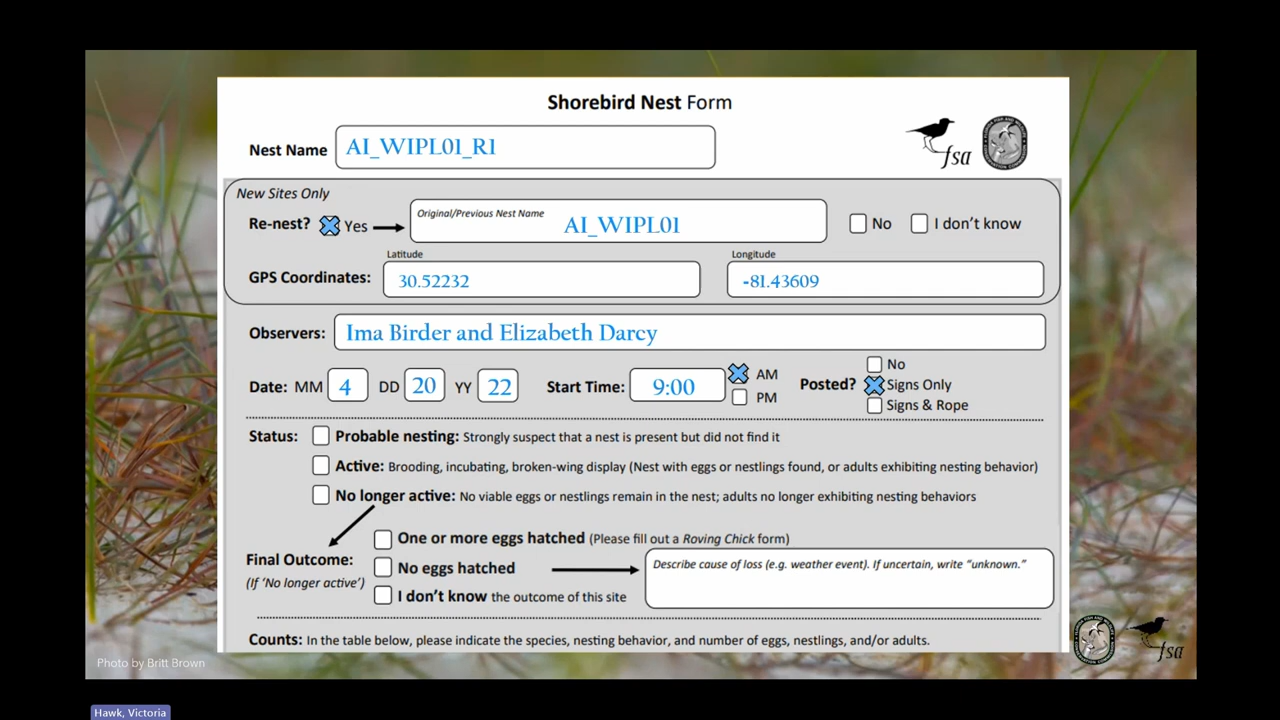 Shorebird Nest Form
Nest Name AI_WIPL01_R1
fsa
New Sites Only
Re-nest? Yes Original/Previous Nest Name AI_WIPL01 No I don't know
Latitude Longitude
GPS Coordinates: 30.52232 -81.43609
Observers: Ima Birder and Elizabeth Darcy
Date: MM 4 DD 20 YY 22 Start Time: 9:00 AM PM Posted? No Signs Only Signs & Rope
Status: Probable nesting: Strongly suspect that a nest is present but did not find it
Active: Brooding, incubating, broken-wing display (Nest with eggs or nestlings found, or adults exhibiting nesting behavior)
No longer active: No viable eggs or nestlings remain in the nest; adults no longer exhibiting nesting behaviors
Final Outcome:
(If 'No longer active')
One or more eggs hatched (Please fill out a Roving Chick form)
No eggs hatched
Describe cause of loss (e.g. weather event). If uncertain, write "unknown."
I don't know the outcome of this site
Counts: In the table below, please indicate the species, nesting behavior, and number of eggs, nestlings, and/or adults.
fsa
Photo by Britt Brown
Hawk, Victoria